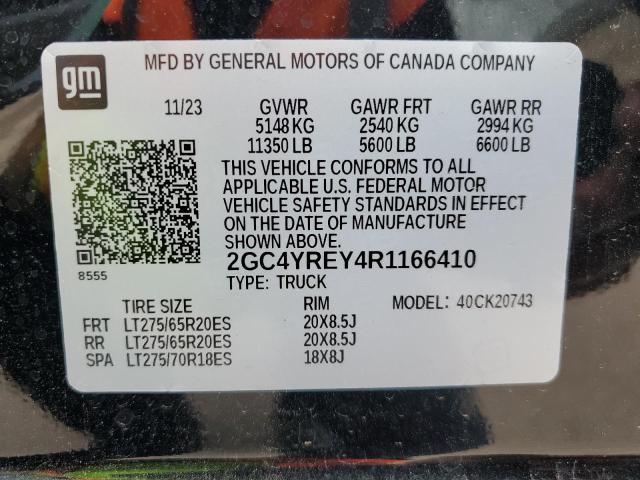 gm
MFD BY GENERAL MOTORS OF CANADA COMPANY
11/23 GVWR GAWR FRT GAWR RR
5148 KG 2540 KG 2994 KG
11350 LB 5600 LB 6600 LB
THIS VEHICLE CONFORMS TO ALL
APPLICABLE U.S. FEDERAL MOTOR
VEHICLE SAFETY STANDARDS IN EFFECT
ON THE DATE OF MANUFACTURE
SHOWN ABOVE.
8555
2GC4YREY4R1166410
TYPE: TRUCK
TIRE SIZE RIM MODEL: 40CK20743
FRT LT275/65R20ES 20X8.5J
RR LT275/65R20ES 20X8.5J
SPA LT275/70R18ES 18X8J